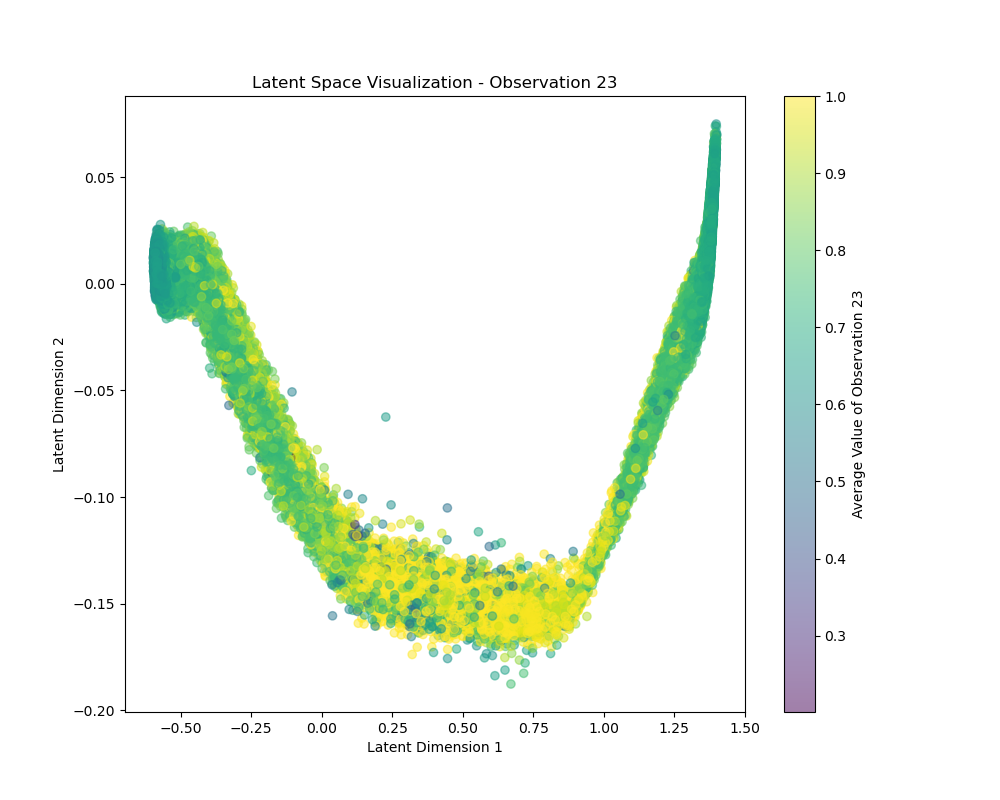 Latent Space Visualization - Observation 23
1.0
0.9
0.8
0.7
0.6
0.5
0.4
0.3
Average Value of Observation 23
0.05
0.00
−0.05
−0.10
−0.15
−0.20
Latent Dimension 2
−0.50 −0.25 0.00 0.25 0.50 0.75 1.00 1.25 1.50
Latent Dimension 1